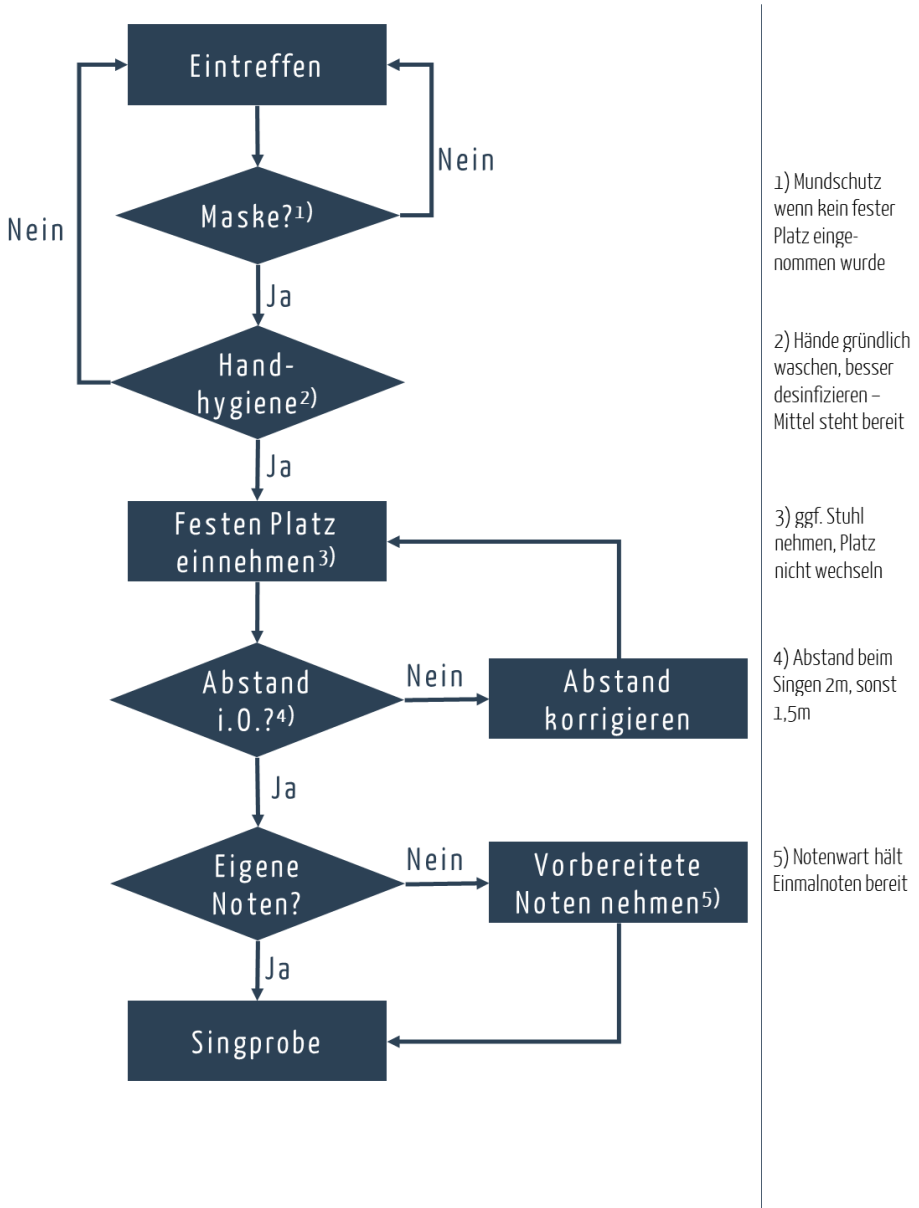 Eintreffen
Nein
Maske?1)
Nein
Ja
Hand-
hygiene2)
Ja
Festen Platz
einnehmen3)
Abstand
i.O.?4)
Nein
Abstand
korrigieren
Ja
Eigene
Noten?
Nein
Vorbereitete
Noten nehmen5)
Ja
Singprobe
1) Mundschutz
wenn kein fester
Platz einge-
nommen wurde
2) Hände gründlich
waschen, besser
desinfizieren –
Mittel steht bereit
3) ggf. Stuhl
nehmen, Platz
nicht wechseln
4) Abstand beim
Singen 2m, sonst
1,5m
5) Notenwart hält
Einmalnoten bereit